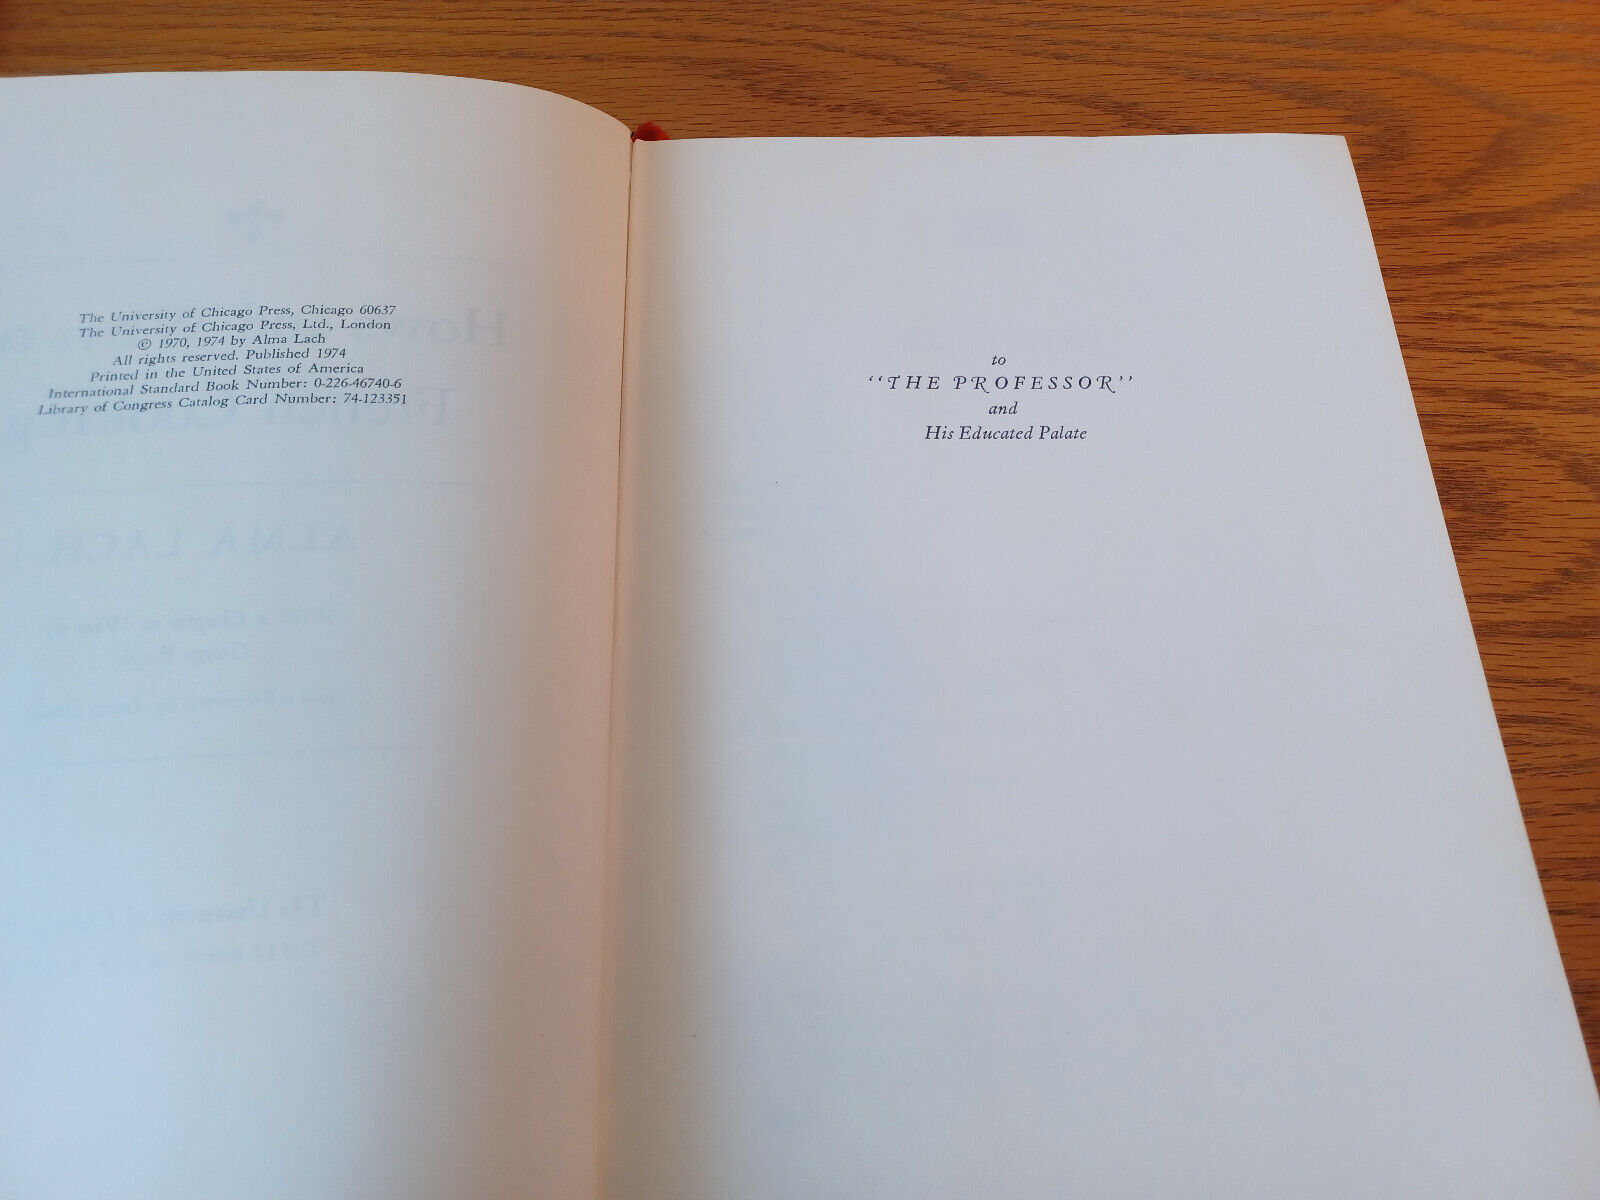 The University of Chicago Press, Chicago 60637
The University of Chicago Press, Ltd., London
© 1970, 1974 by Alma Lach
All rights reserved. Published 1974
Printed in the United States of America
International Standard Book Number: 0-226-46740-6
Library of Congress Catalog Card Number: 74-123351
ALMA LACH
to
‘‘THE PROFESSOR’’
and
His Educated Palate